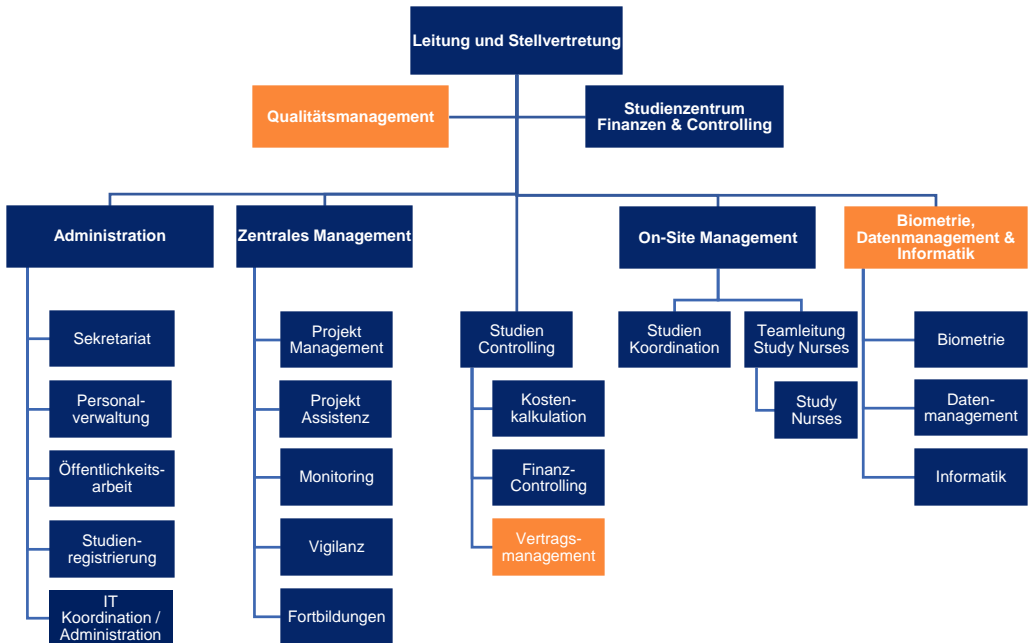 Leitung und Stellvertretung
Qualitätsmanagement
Studienzentrum
Finanzen & Controlling
Administration
Zentrales Management
On-Site Management
Biometrie,
Datenmanagement &
Informatik
Sekretariat
Personal-
verwaltung
Öffentlichkeits-
arbeit
Studien-
registrierung
IT
Koordination /
Administration
Projekt
Management
Projekt
Assistenz
Monitoring
Vigilanz
Fortbildungen
Studien
Controlling
Kosten-
kalkulation
Finanz-
Controlling
Vertrags-
management
Studien
Koordination
Teamleitung
Study Nurses
Study
Nurses
Biometrie
Daten-
management
Informatik